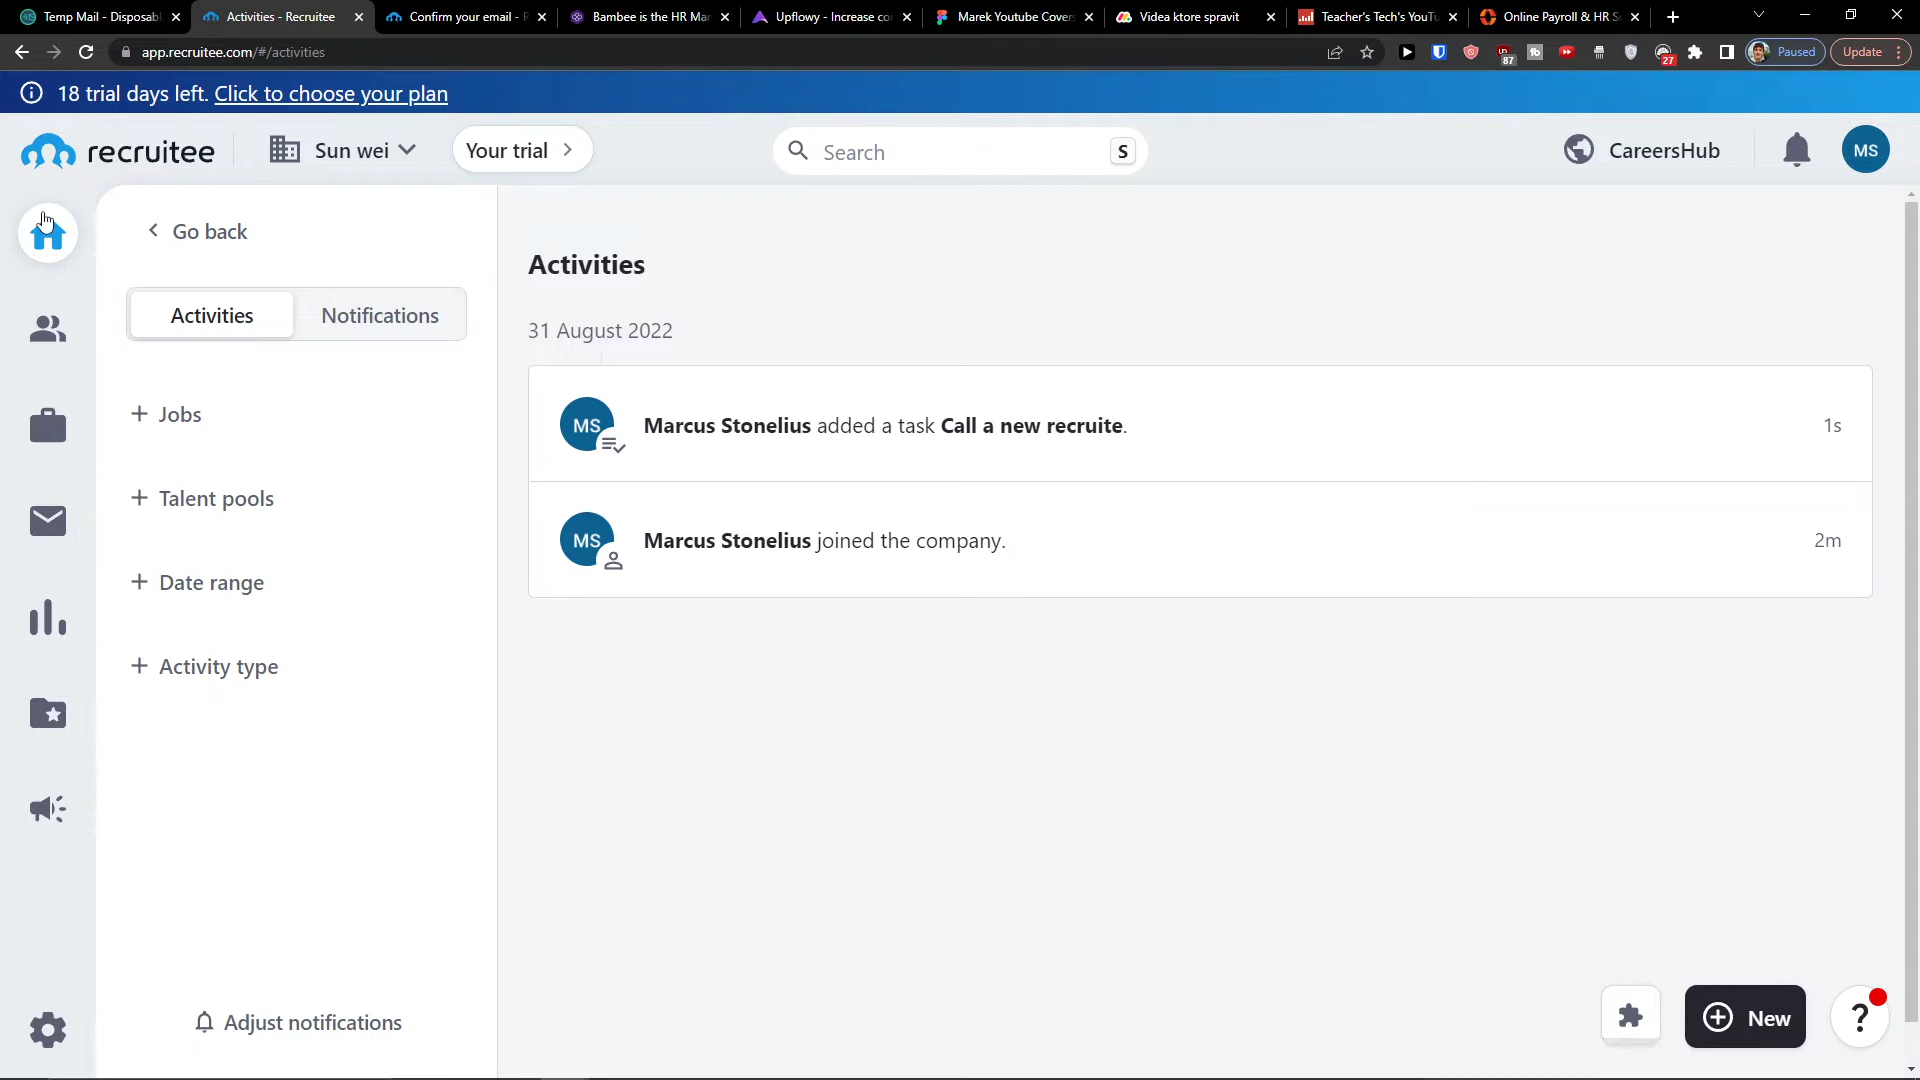 Temp Mail - Disposabl
Activities - Recruitee
Confirm your email - R
Bambee is the HR Ma
Upflowy - Increase co
Marek Youtube Cover
Videa ktore spravit
Teacher's Tech's YouTu
Online Payroll & HR S
app.recruitee.com/#/activities
87
27
Paused
Update
18 trial days left. Click to choose your plan
recruitee
Sun wei
Your trial
Search
S
CareersHub
MS
Go back
Activities
Notifications
Jobs
Talent pools
Date range
Activity type
Adjust notifications
Activities
31 August 2022
MS
Marcus Stonelius added a task Call a new recruite.
1s
MS
Marcus Stonelius joined the company.
2m
New
?